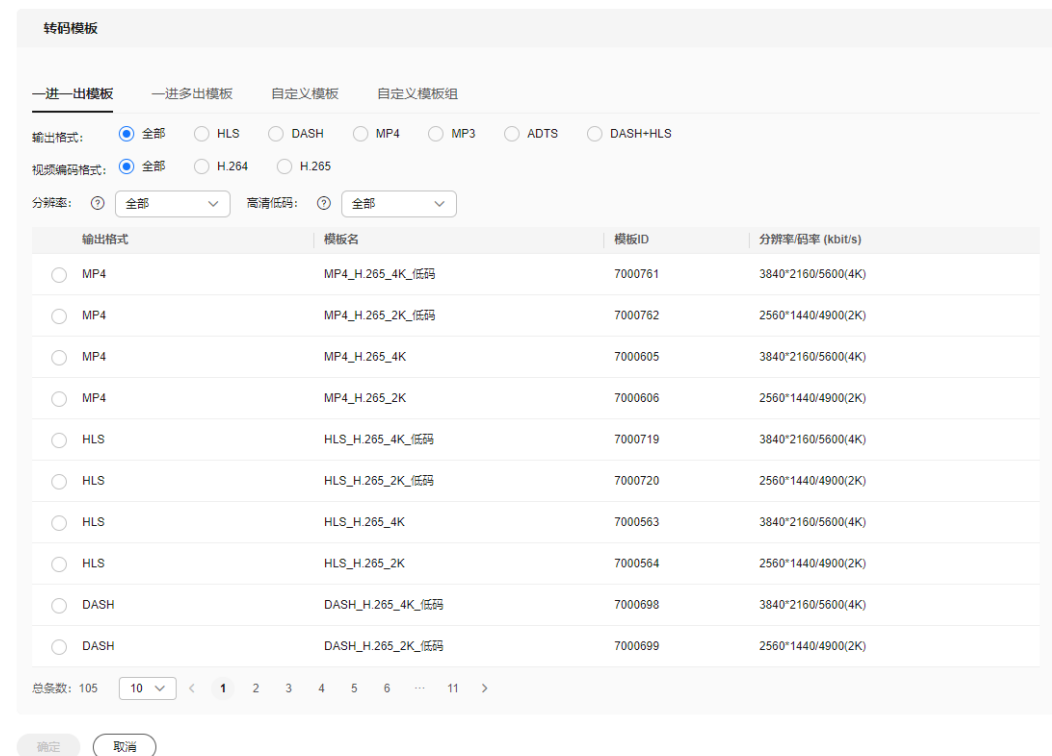 转码模板
一进一出模板 一进多出模板 自定义模板 自定义模板组
输出格式: 全部 HLS DASH MP4 MP3 ADTS DASH+HLS
视频编码格式: 全部 H.264 H.265
分辨率: ? 全部 高清低码: ? 全部
输出格式 模板名 模板ID 分辨率/码率 (kbit/s)
MP4 MP4_H.265_4K_低码 7000761 3840*2160/5600(4K)
MP4 MP4_H.265_2K_低码 7000762 2560*1440/4900(2K)
MP4 MP4_H.265_4K 7000605 3840*2160/5600(4K)
MP4 MP4_H.265_2K 7000606 2560*1440/4900(2K)
HLS HLS_H.265_4K_低码 7000719 3840*2160/5600(4K)
HLS HLS_H.265_2K_低码 7000720 2560*1440/4900(2K)
HLS HLS_H.265_4K 7000563 3840*2160/5600(4K)
HLS HLS_H.265_2K 7000564 2560*1440/4900(2K)
DASH DASH_H.265_4K_低码 7000698 3840*2160/5600(4K)
DASH DASH_H.265_2K_低码 7000699 2560*1440/4900(2K)
总条数: 105 10 < 1 2 3 4 5 6 ··· 11 >
确定 取消